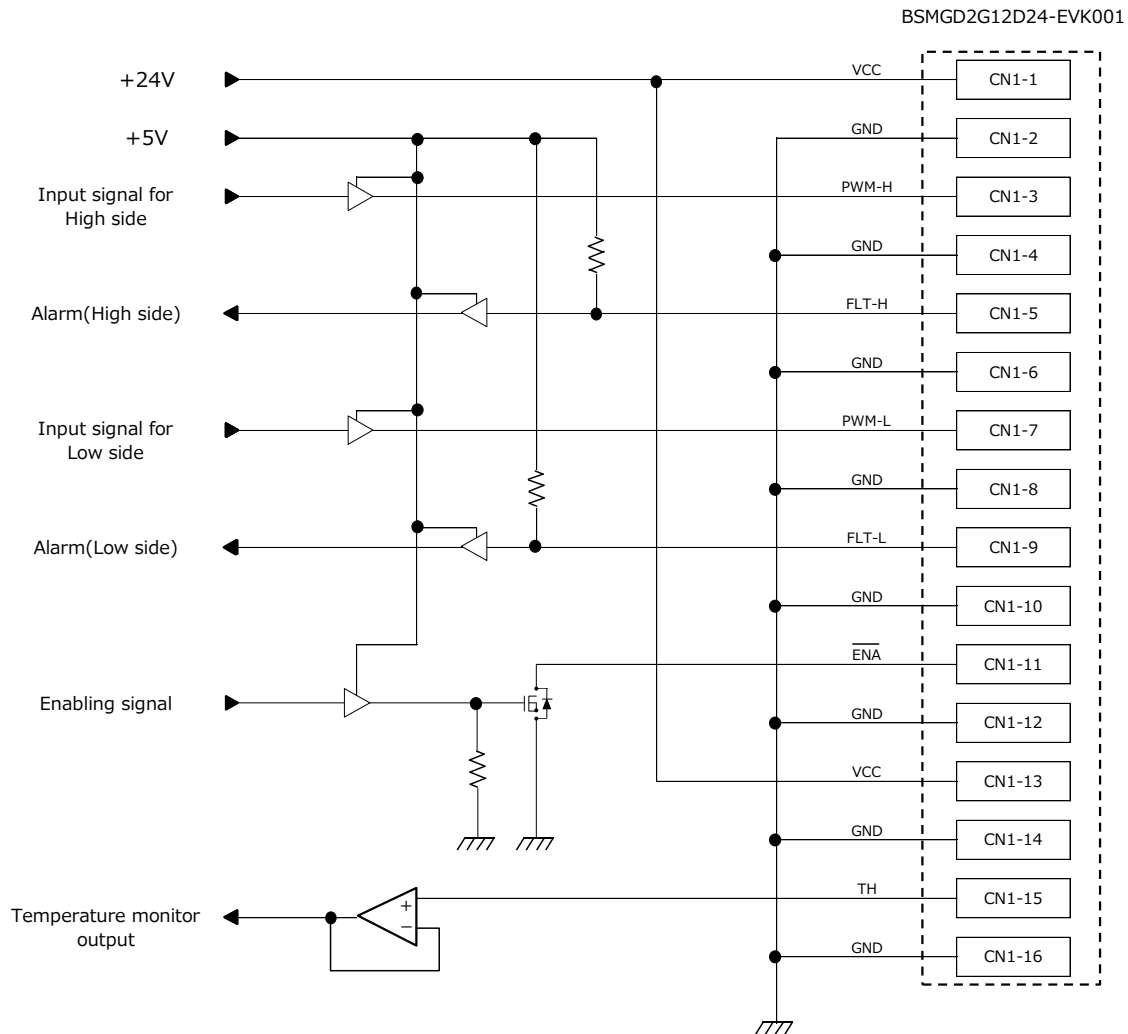 BSMGD2G12D24-EVK001
+24V
VCC
CN1-1
+5V
GND
CN1-2
Input signal for
High side
PWM-H
CN1-3
GND
CN1-4
Alarm(High side)
FLT-H
CN1-5
GND
CN1-6
Input signal for
Low side
PWM-L
CN1-7
GND
CN1-8
Alarm(Low side)
FLT-L
CN1-9
GND
CN1-10
ENA
CN1-11
Enabling signal
GND
CN1-12
VCC
CN1-13
GND
CN1-14
Temperature monitor
output
+
−
TH
CN1-15
GND
CN1-16